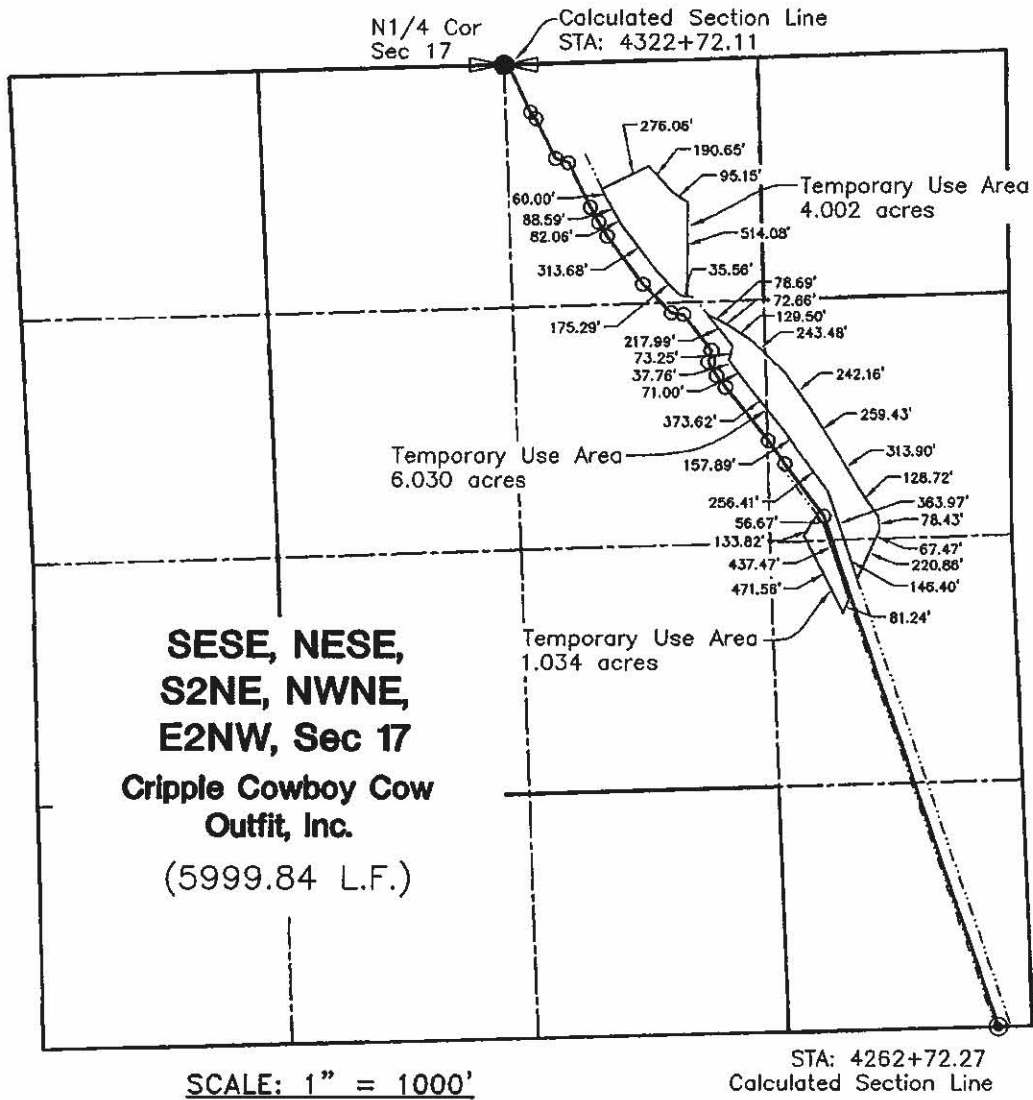 N1/4 Cor
Sec 17
Calculated Section Line
STA: 4322+72.11
276.06'
190.65'
95.15'
Temporary Use Area
4.002 acres
60.00'
88.59'
82.06'
514.08'
313.68'
35.56'
78.69'
72.66'
129.50'
243.48'
175.29'
217.99'
73.25'
37.76'
71.00'
242.16'
373.62'
259.43'
Temporary Use Area
6.030 acres
157.89'
313.90'
128.72'
256.41'
363.97'
56.67'
78.43'
133.82'
67.47'
437.47'
220.88'
471.58'
146.40'
81.24'
Temporary Use Area
1.034 acres
SESE, NESE,
S2NE, NWNE,
E2NW, Sec 17
Cripple Cowboy Cow
Outfit, Inc.
(5999.84 L.F.)
STA: 4262+72.27
Calculated Section Line
SCALE: 1" = 1000'